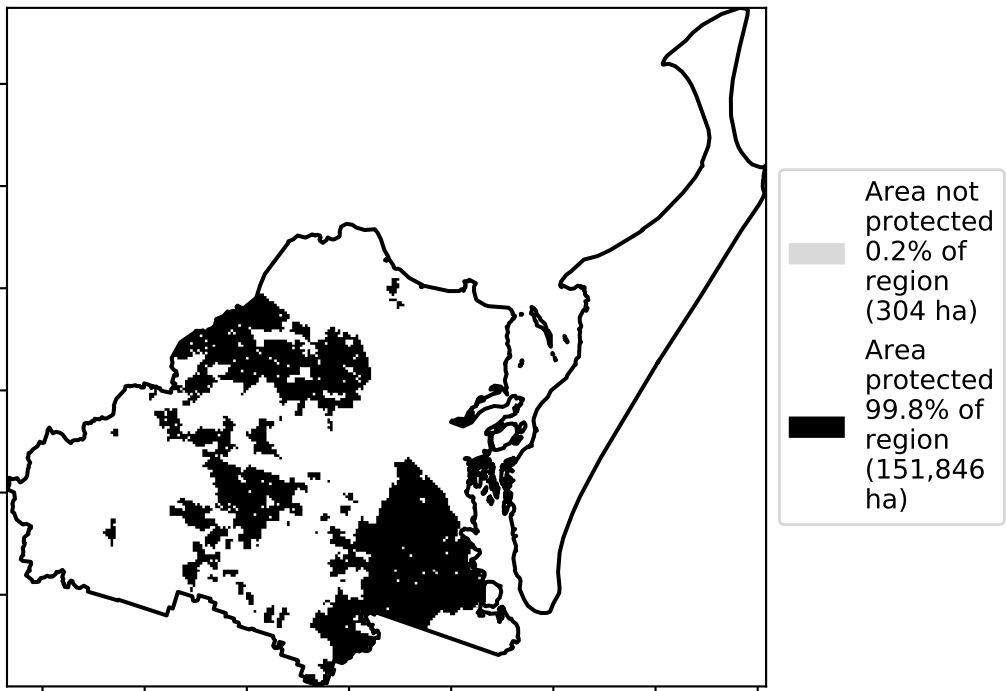 Area not
protected
0.2% of
region
(304 ha)
Area
protected
99.8% of
region
(151,846
ha)